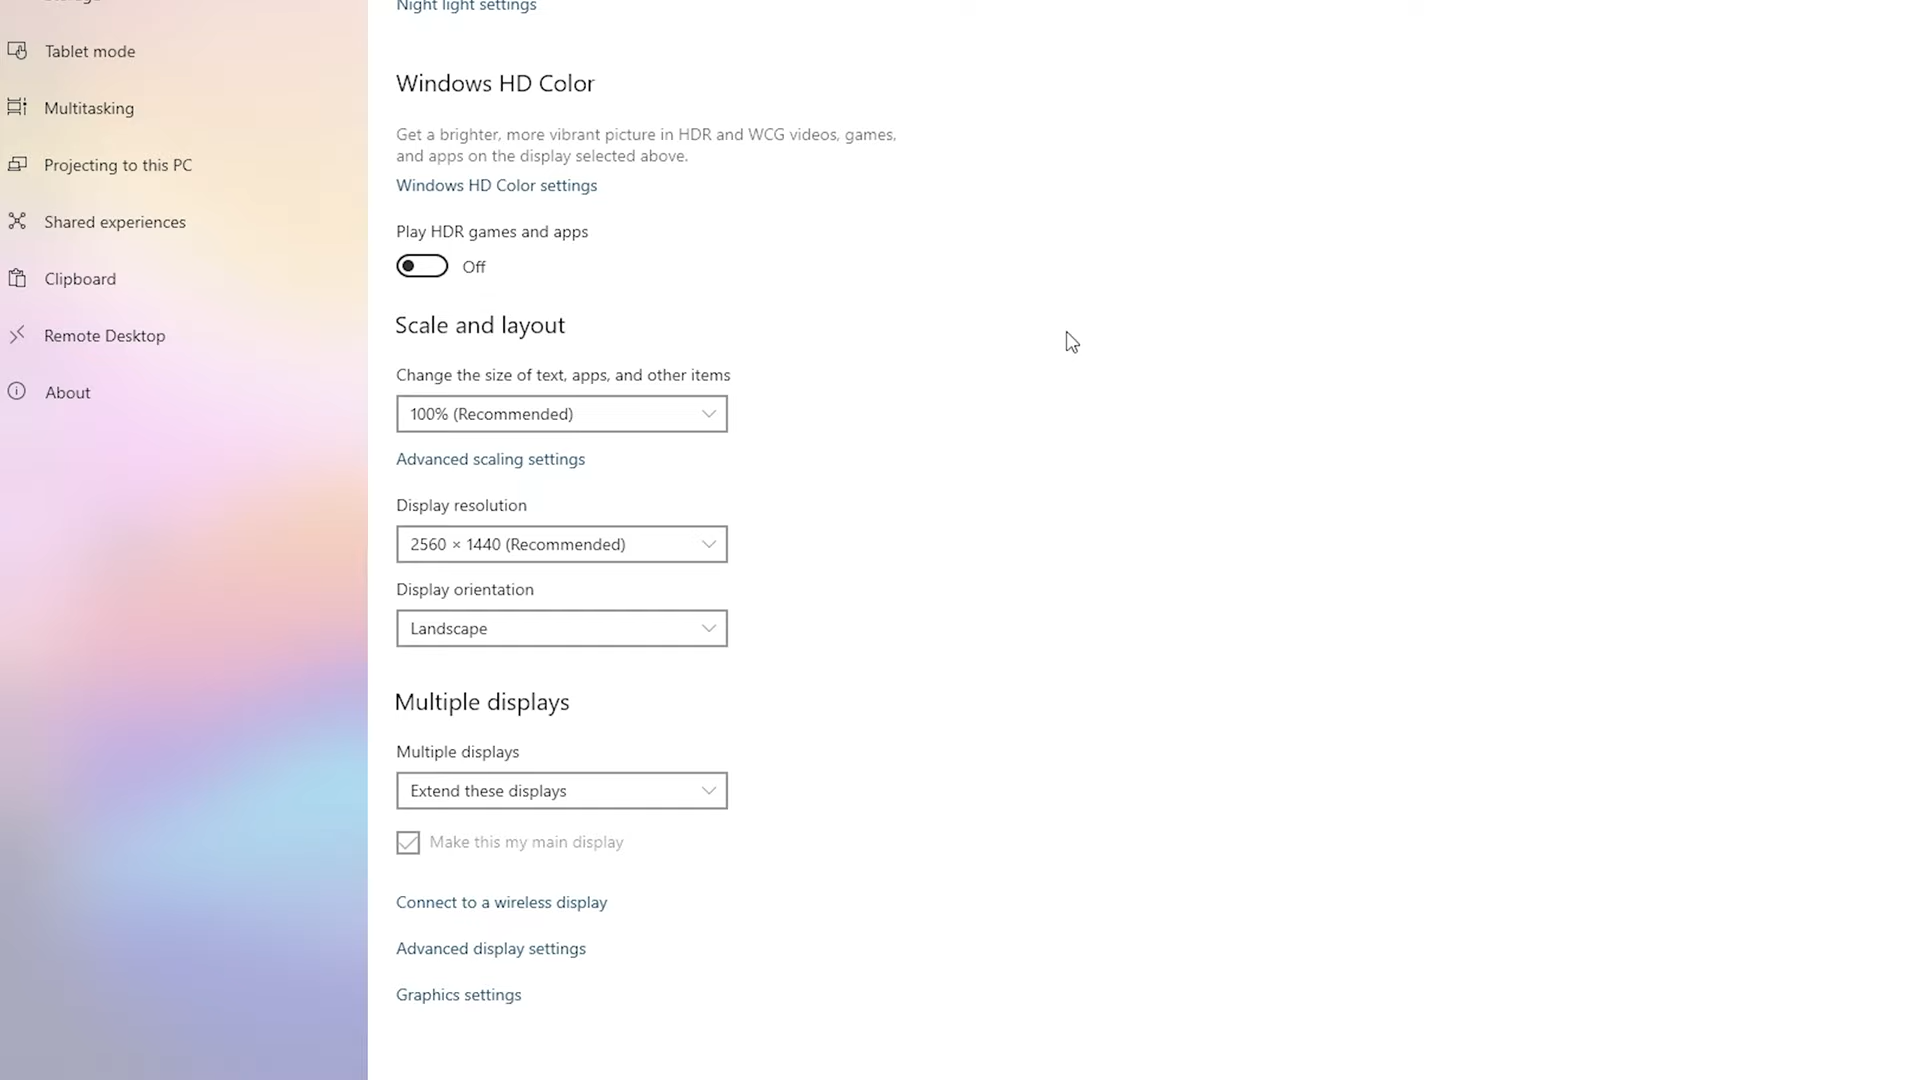 Storage
Tablet mode
Multitasking
Projecting to this PC
Shared experiences
Clipboard
Remote Desktop
About
Night light settings
Windows HD Color
Get a brighter, more vibrant picture in HDR and WCG videos, games,
and apps on the display selected above.
Windows HD Color settings
Play HDR games and apps
Off
Scale and layout
Change the size of text, apps, and other items
100% (Recommended)
Advanced scaling settings
Display resolution
2560 × 1440 (Recommended)
Display orientation
Landscape
Multiple displays
Multiple displays
Extend these displays
Make this my main display
Connect to a wireless display
Advanced display settings
Graphics settings